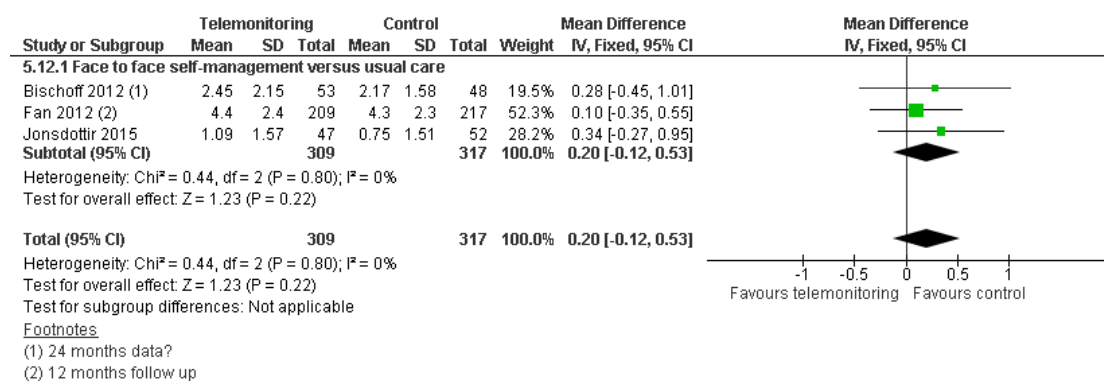 Telemonitoring Control Mean Difference Mean Difference
Study or Subgroup Mean SD Total Mean SD Total Weight IV, Fixed, 95% CI IV, Fixed, 95% CI
5.12.1 Face to face self-management versus usual care
Bischoff 2012 (1) 2.45 2.15 53 2.17 1.58 48 19.5% 0.28 [-0.45, 1.01]
Fan 2012 (2) 4.4 2.4 209 4.3 2.3 217 52.3% 0.10 [-0.35, 0.55]
Jonsdottir 2015 1.09 1.57 47 0.75 1.51 52 28.2% 0.34 [-0.27, 0.95]
Subtotal (95% CI) 309 317 100.0% 0.20 [-0.12, 0.53]
Heterogeneity: Chi² = 0.44, df = 2 (P = 0.80); I² = 0%
Test for overall effect: Z = 1.23 (P = 0.22)
Total (95% CI) 309 317 100.0% 0.20 [-0.12, 0.53]
Heterogeneity: Chi² = 0.44, df = 2 (P = 0.80); I² = 0%
Test for overall effect: Z = 1.23 (P = 0.22)
Test for subgroup differences: Not applicable
-1 -0.5 0 0.5 1
Favours telemonitoring Favours control
Footnotes
(1) 24 months data?
(2) 12 months follow up